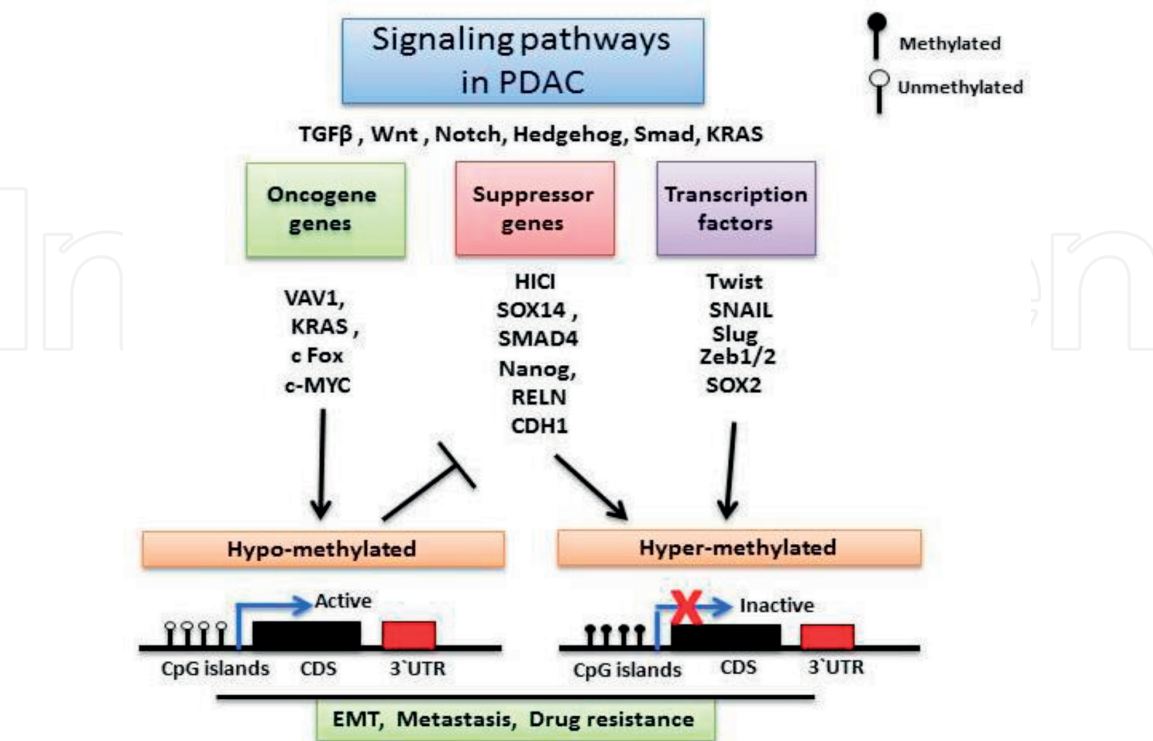 Signaling pathways
in PDAC
Methylated
Unmethylated
TGFβ , Wnt , Notch, Hedgehog, Smad, KRAS
Oncogene
genes
Suppressor
genes
Transcription
factors
VAV1,
KRAS ,
c Fox
c-MYC
HICI
SOX14 ,
SMAD4
Nanog,
RELN
CDH1
Twist
SNAIL
Slug
Zeb1/2
SOX2
Hypo-methylated
Hyper-methylated
Active
CpG islands
CDS
3`UTR
X
Inactive
CpG islands
CDS
3`UTR
EMT, Metastasis, Drug resistance